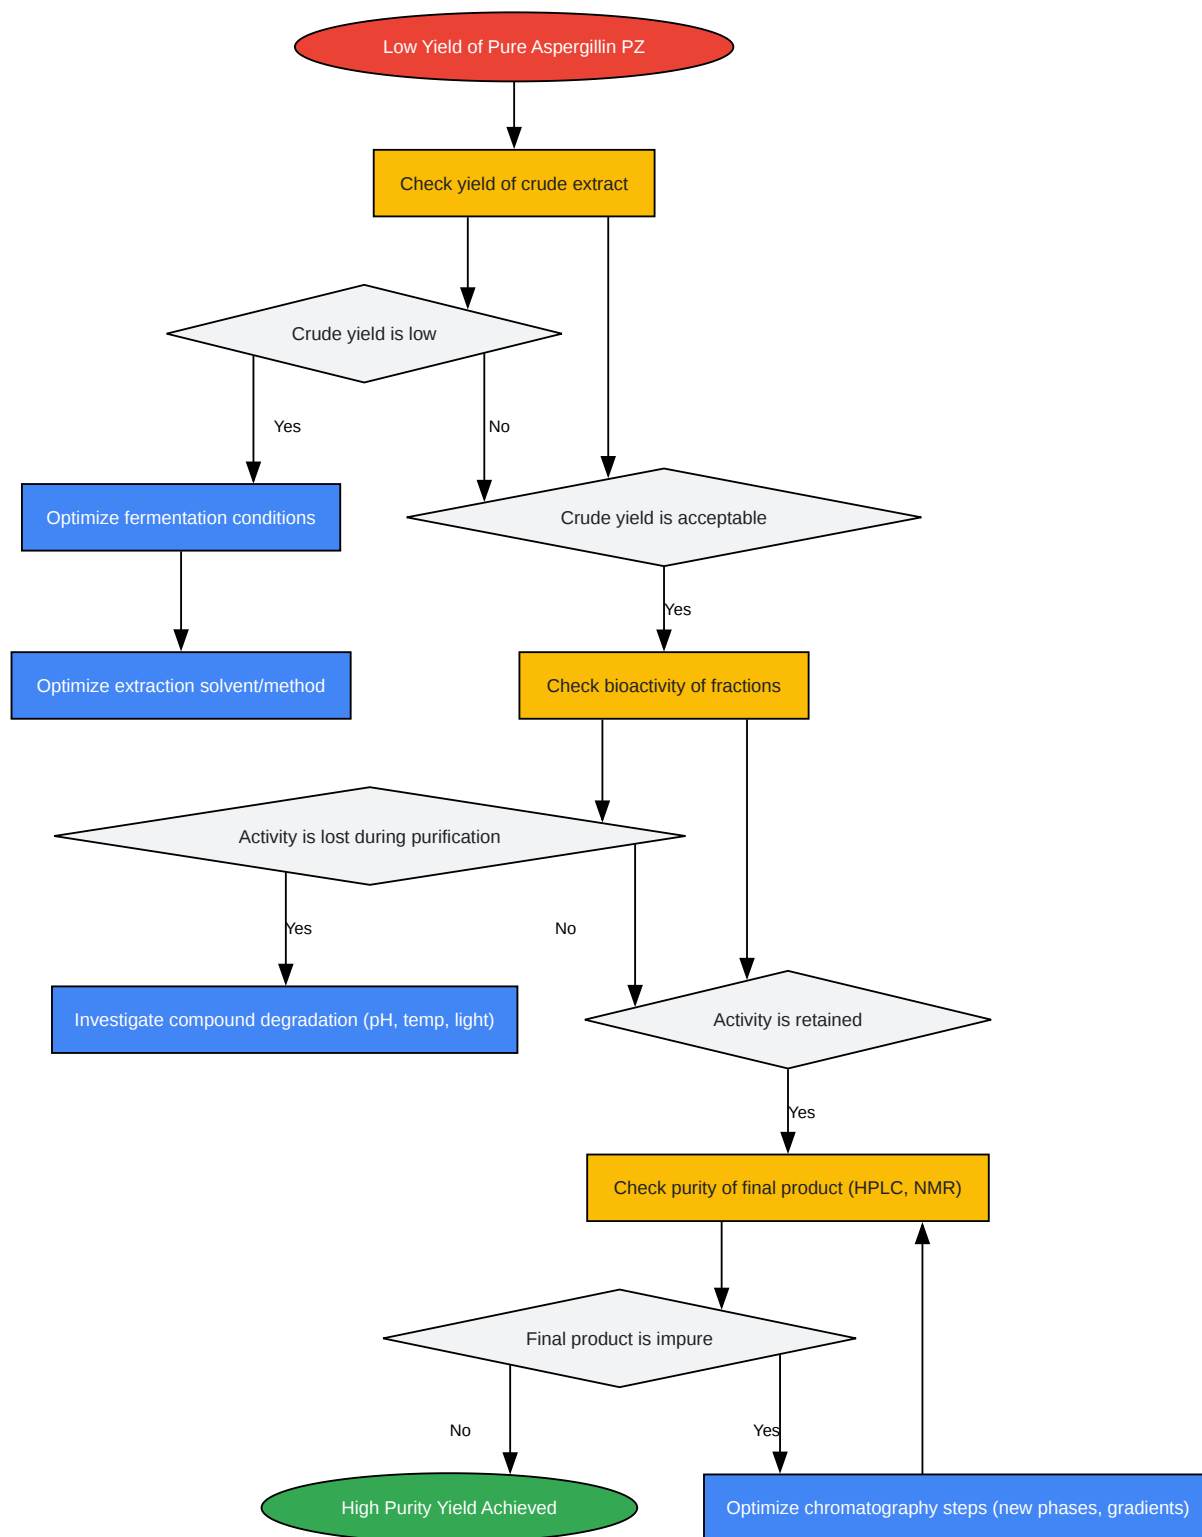 Low Yield of Pure Aspergillin PZ
Check yield of crude extract
Crude yield is low
Yes
No
Optimize fermentation conditions
Crude yield is acceptable
Yes
Optimize extraction solvent/method
Check bioactivity of fractions
Activity is lost during purification
Yes
No
Investigate compound degradation (pH, temp, light)
Activity is retained
Yes
Check purity of final product (HPLC, NMR)
Final product is impure
No
Yes
High Purity Yield Achieved
Optimize chromatography steps (new phases, gradients)